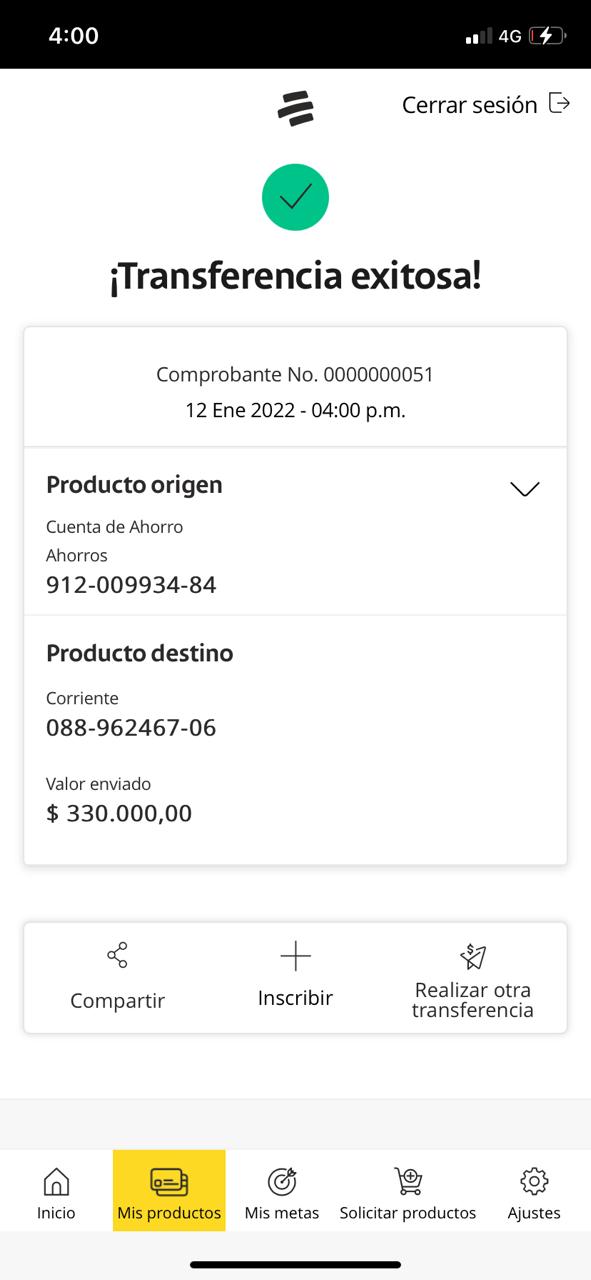 4:00
4G
Cerrar sesión
¡Transferencia exitosa!
Comprobante No. 0000000051
12 Ene 2022 - 04:00 p.m.
Producto origen
Cuenta de Ahorro
Ahorros
912-009934-84
Producto destino
Corriente
088-962467-06
Valor enviado
$ 330.000,00
Compartir
Inscribir
Realizar otra
transferencia
Inicio
Mis productos
Mis metas
Solicitar productos
Ajustes